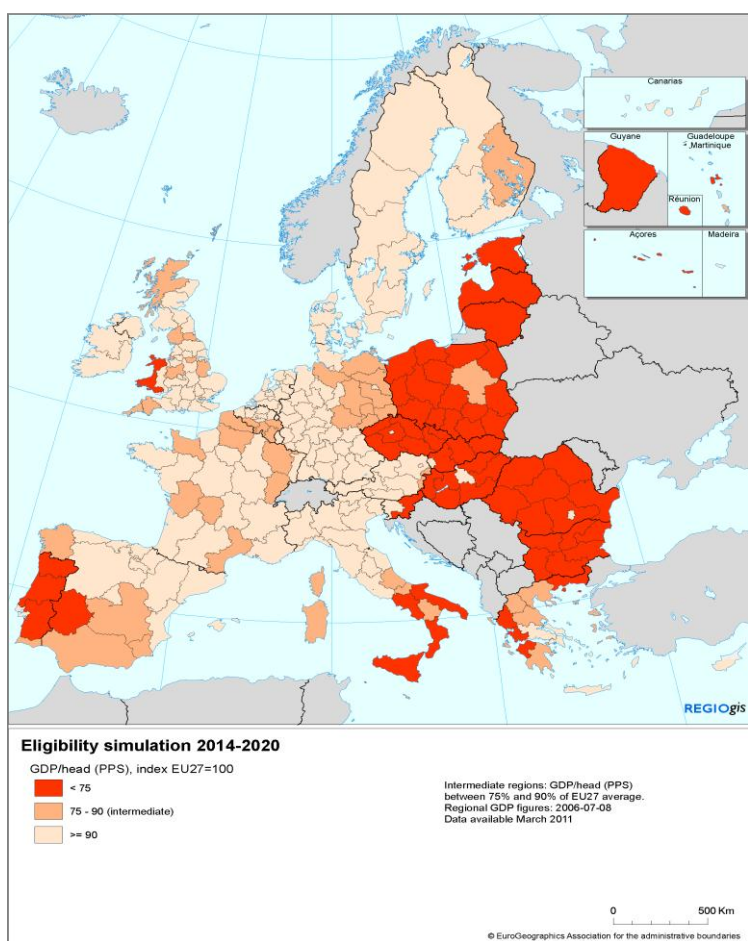 Canarias
Guyane
Guadeloupe
Martinique
Réunion
Açores
Madeira
REGIOgis
Eligibility simulation 2014-2020
GDP/head (PPS), index EU27=100
< 75
75 - 90 (intermediate)
>= 90
Intermediate regions: GDP/head (PPS)
between 75% and 90% of EU27 average.
Regional GDP figures: 2006-07-08
Data available March 2011
0 500 Km
© EuroGeographics Association for the administrative boundaries